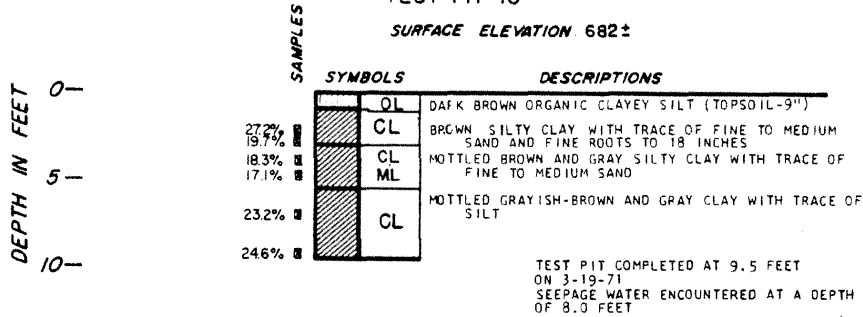 SURFACE ELEVATION 682±
SAMPLES
SYMBOLS DESCRIPTIONS
DEPTH IN FEET
0—
OL DARK BROWN ORGANIC CLAYEY SILT (TOPSOIL-9")
27.2% CL BROWN SILTY CLAY WITH TRACE OF FINE TO MEDIUM
19.7% SAND AND FINE ROOTS TO 18 INCHES
18.3% CL MOTTLED BROWN AND GRAY SILTY CLAY WITH TRACE OF
5— 17.1% ML FINE TO MEDIUM SAND
MOTTLED GRAYISH-BROWN AND GRAY CLAY WITH TRACE OF
23.2% CL SILT
24.6%
10—
TEST PIT COMPLETED AT 9.5 FEET
ON 3-19-71
SEEPAGE WATER ENCOUNTERED AT A DEPTH
OF 8.0 FEET